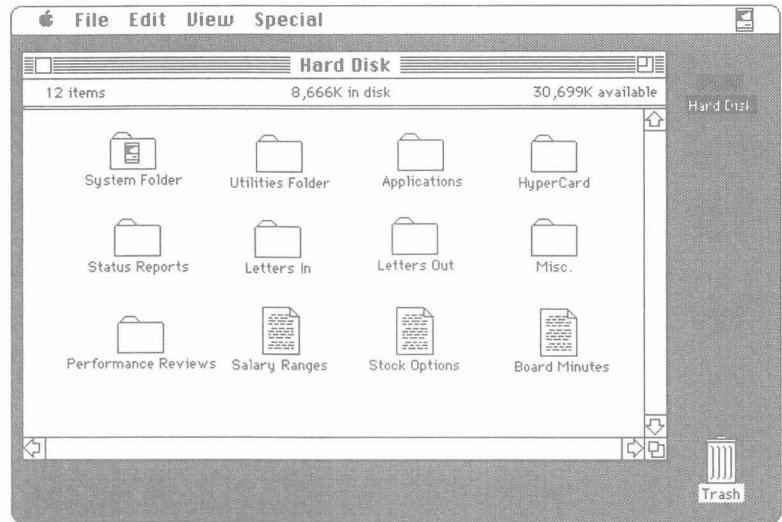 File Edit View Special
Hard Disk
12 items 8,666K in disk 30,699K available
Hard Disk
System Folder Utilities Folder Applications HyperCard
Status Reports Letters In Letters Out Misc.
Performance Reviews Salary Ranges Stock Options Board Minutes
Trash